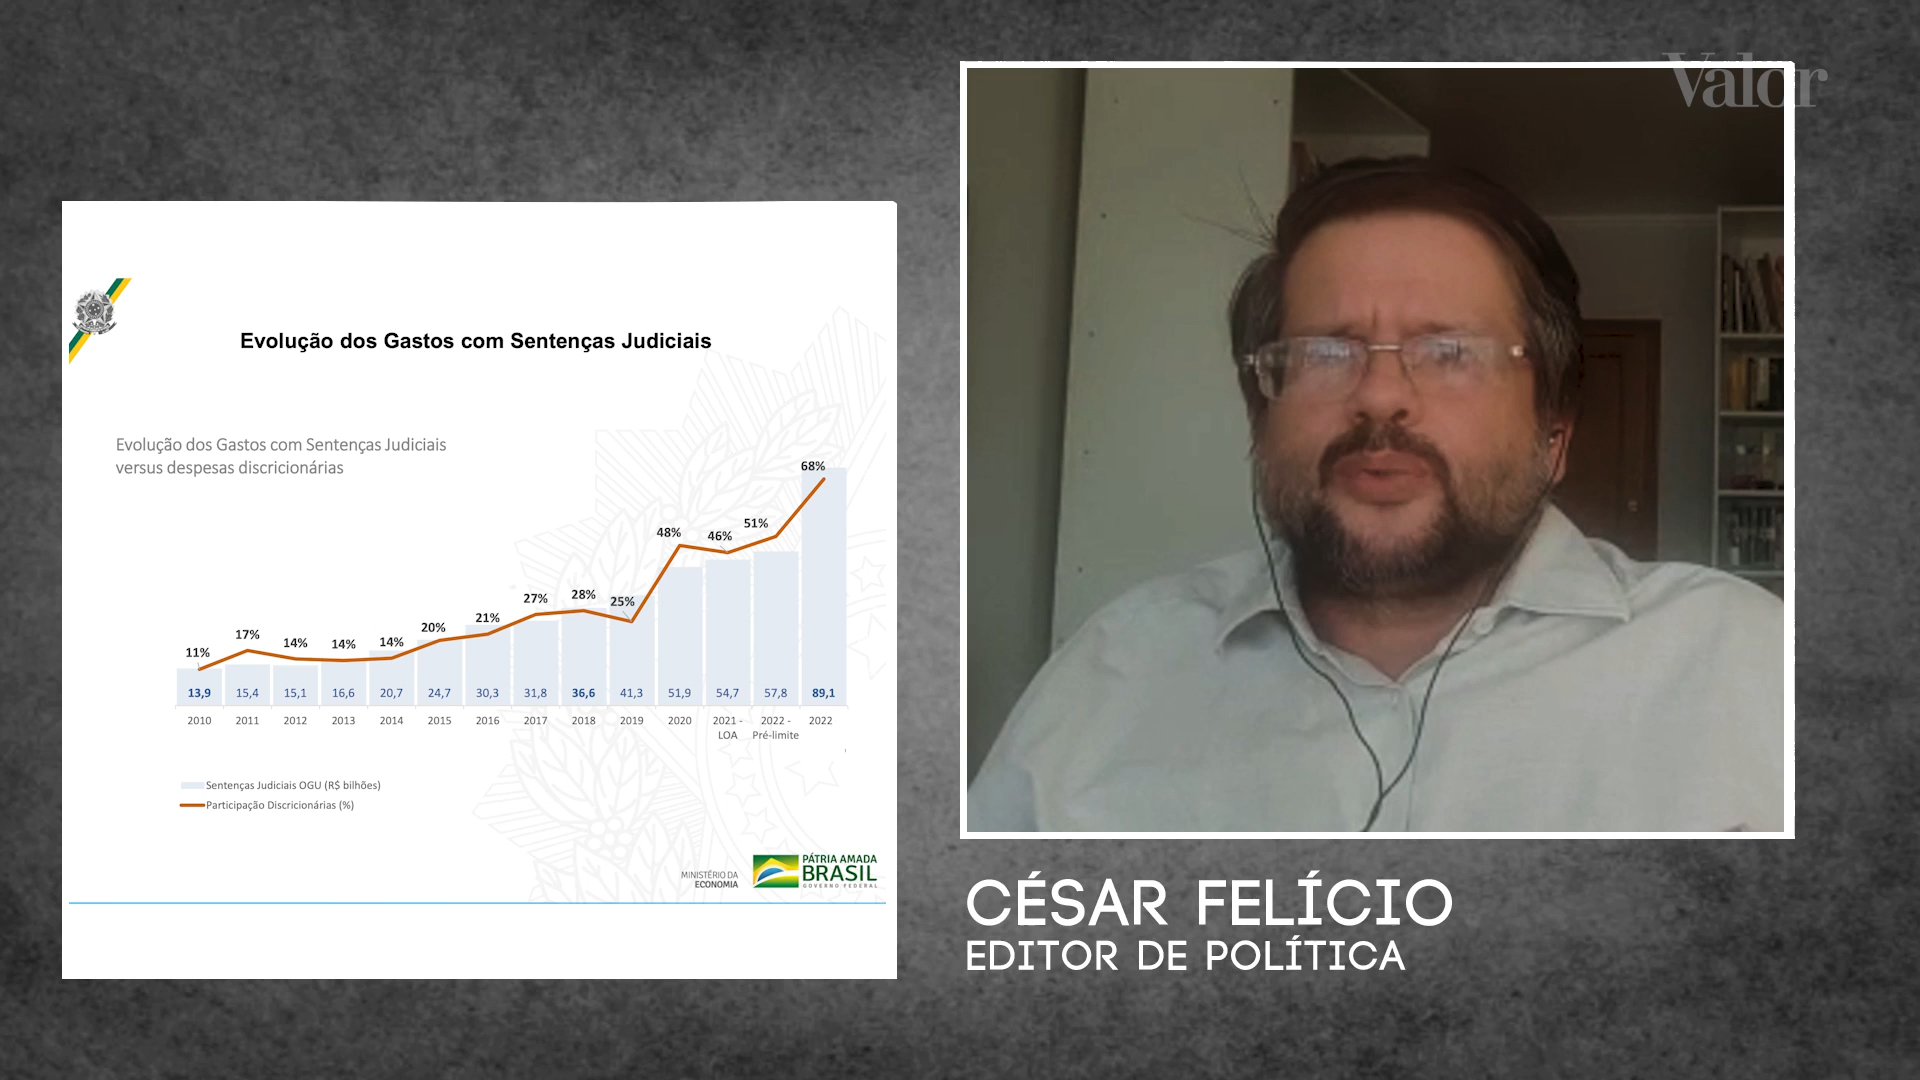 Valor
Evolução dos Gastos com Sentenças Judiciais
Evolução dos Gastos com Sentenças Judiciais
versus despesas discricionárias
11% 17% 14% 14% 14% 20% 21% 27% 28% 25% 48% 46% 51% 68%
13,9 15,4 15,1 16,6 20,7 24,7 30,3 31,8 36,6 41,3 51,9 54,7 57,8 89,1
2010 2011 2012 2013 2014 2015 2016 2017 2018 2019 2020 2021 - 2022 - 2022
LOA Pré-limite
Sentenças Judiciais OGU (R$ bilhões)
Participação Discricionárias (%)
MINISTÉRIO DA
ECONOMIA
PÁTRIA AMADA
BRASIL
GOVERNO FEDERAL
CÉSAR FELÍCIO
EDITOR DE POLÍTICA